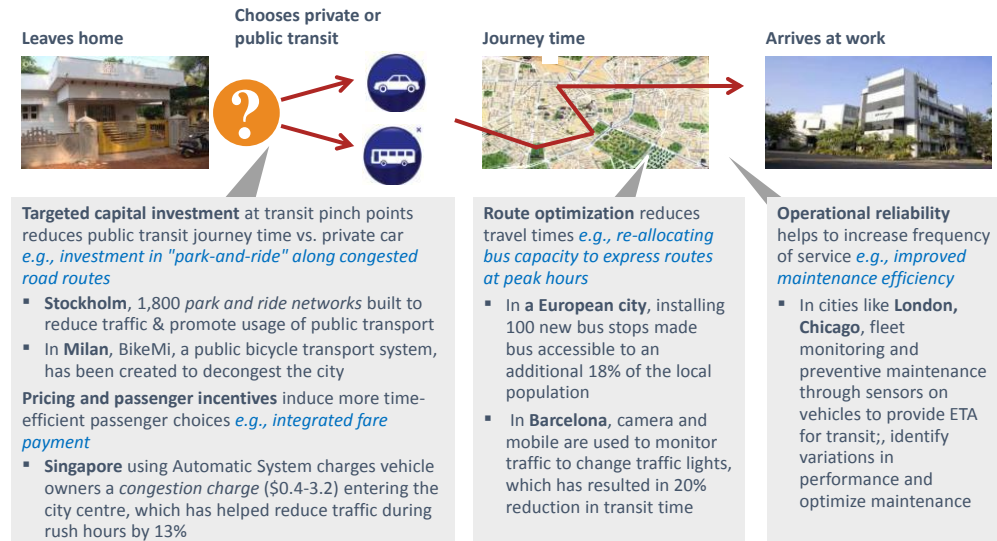 Leaves home
Chooses private or
public transit
Journey time
Arrives at work
?
Targeted capital investment at transit pinch points
reduces public transit journey time vs. private car
e.g., investment in "park-and-ride" along congested
road routes
▪ Stockholm, 1,800 park and ride networks built to
reduce traffic & promote usage of public transport
▪ In Milan, BikeMi, a public bicycle transport system,
has been created to decongest the city
Pricing and passenger incentives induce more time-
efficient passenger choices e.g., integrated fare
payment
▪ Singapore using Automatic System charges vehicle
owners a congestion charge ($0.4-3.2) entering the
city centre, which has helped reduce traffic during
rush hours by 13%
Route optimization reduces
travel times e.g., re-allocating
bus capacity to express routes
at peak hours
▪ In a European city, installing
100 new bus stops made
bus accessible to an
additional 18% of the local
population
▪ In Barcelona, camera and
mobile are used to monitor
traffic to change traffic lights,
which has resulted in 20%
reduction in transit time
Operational reliability
helps to increase frequency
of service e.g., improved
maintenance efficiency
▪ In cities like London,
Chicago, fleet
monitoring and
preventive maintenance
through sensors on
vehicles to provide ETA
for transit;, identify
variations in
performance and
optimize maintenance